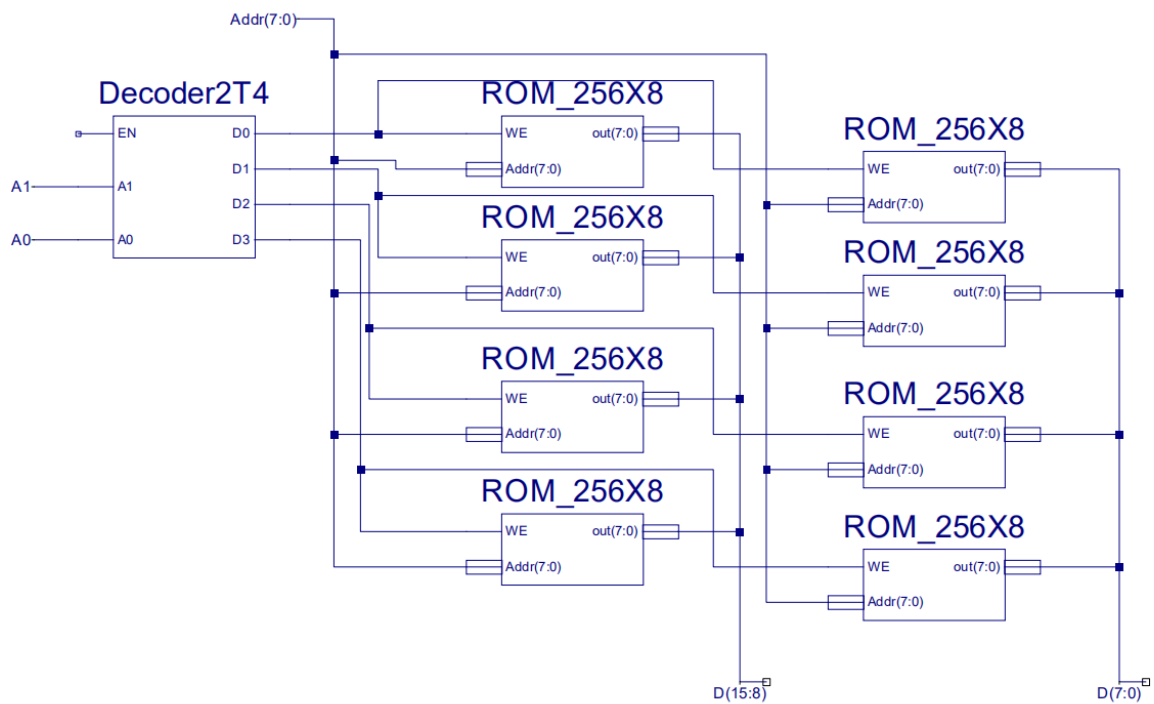 Addr(7:0)
Decoder2T4
EN
D0
D1
A1
A1
D2
A0
A0
D3
ROM_256X8
WE
out(7:0)
Addr(7:0)
ROM_256X8
WE
out(7:0)
Addr(7:0)
ROM_256X8
WE
out(7:0)
Addr(7:0)
ROM_256X8
WE
out(7:0)
Addr(7:0)
ROM_256X8
WE
out(7:0)
Addr(7:0)
ROM_256X8
WE
out(7:0)
Addr(7:0)
ROM_256X8
WE
out(7:0)
Addr(7:0)
ROM_256X8
WE
out(7:0)
Addr(7:0)
D(15:8)
D(7:0)